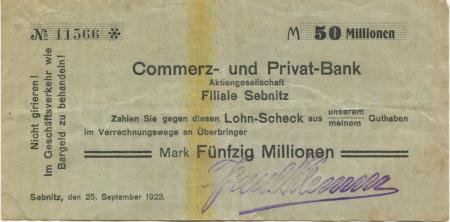 № 11566 ✻
M 50 Millionen
Commerz- und Privat-Bank
Aktiengesellschaft
Filiale Sebnitz
Zahlen Sie gegen diesen Lohn-Scheck aus unserem
meinem Guthaben
im Verrechnungswege an Überbringer
Mark Fünfzig Millionen
Sebnitz, den 25. September 1923.
Nicht girieren!
Im Geschäftsverkehr wie
Bargeld zu behandeln!